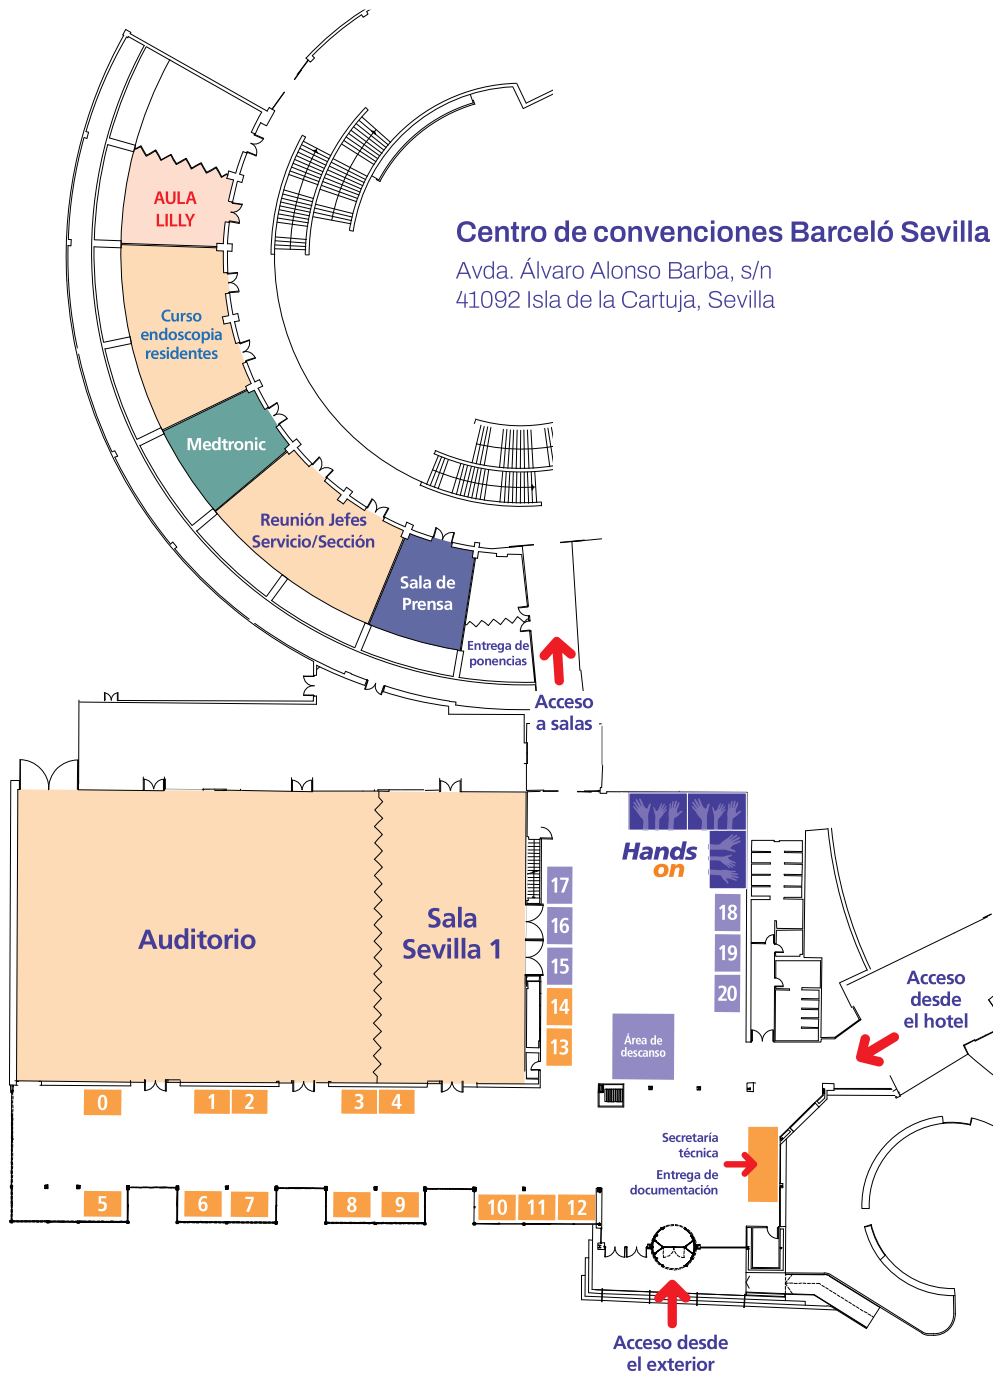 Centro de convenciones Barceló Sevilla
Avda. Álvaro Alonso Barba, s/n
41092 Isla de la Cartuja, Sevilla
AULA
LILLY
Curso
endoscopia
residentes
Medtronic
Reunión Jefes
Servicio/Sección
Sala de
Prensa
Entrega de
ponencias
Acceso
a salas
Hands
on
17
16
15
14
13
18
19
20
Auditorio
Sala
Sevilla 1
Área de
descanso
Acceso
desde
el hotel
0
1
2
3
4
5
6
7
8
9
10
11
12
Secretaría
técnica
Entrega de
documentación
Acceso desde
el exterior